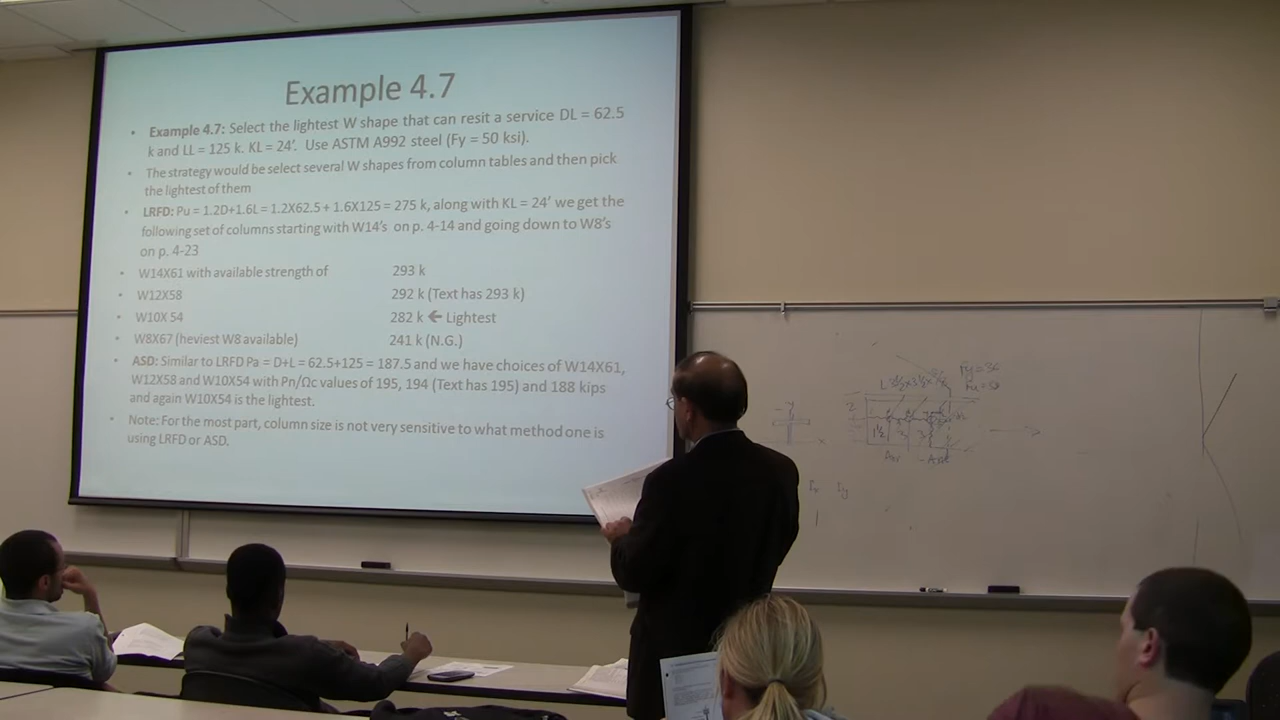 Example 4.7
• Example 4.7: Select the lightest W shape that can resit a service DL = 62.5
k and LL = 125 k. KL = 24'. Use ASTM A992 steel (Fy = 50 ksi).
• The strategy would be select several W shapes from column tables and then pick
the lightest of them
• LRFD: Pu = 1.2D+1.6L = 1.2X62.5 + 1.6X125 = 275 k, along with KL = 24' we get the
following set of columns starting with W14's on p. 4-14 and going down to W8's
on p. 4-23
• W14X61 with available strength of 293 k
• W12X58 292 k (Text has 293 k)
• W10X 54 282 k ← Lightest
• W8X67 (heviest W8 available) 241 k (N.G.)
• ASD: Similar to LRFD Pa = D+L = 62.5+125 = 187.5 and we have choices of W14X61,
W12X58 and W10X54 with Pn/Ωc values of 195, 194 (Text has 195) and 188 kips
and again W10X54 is the lightest.
• Note: For the most part, column size is not very sensitive to what method one is
using LRFD or ASD.
Fy=36
1½
Ix Iy